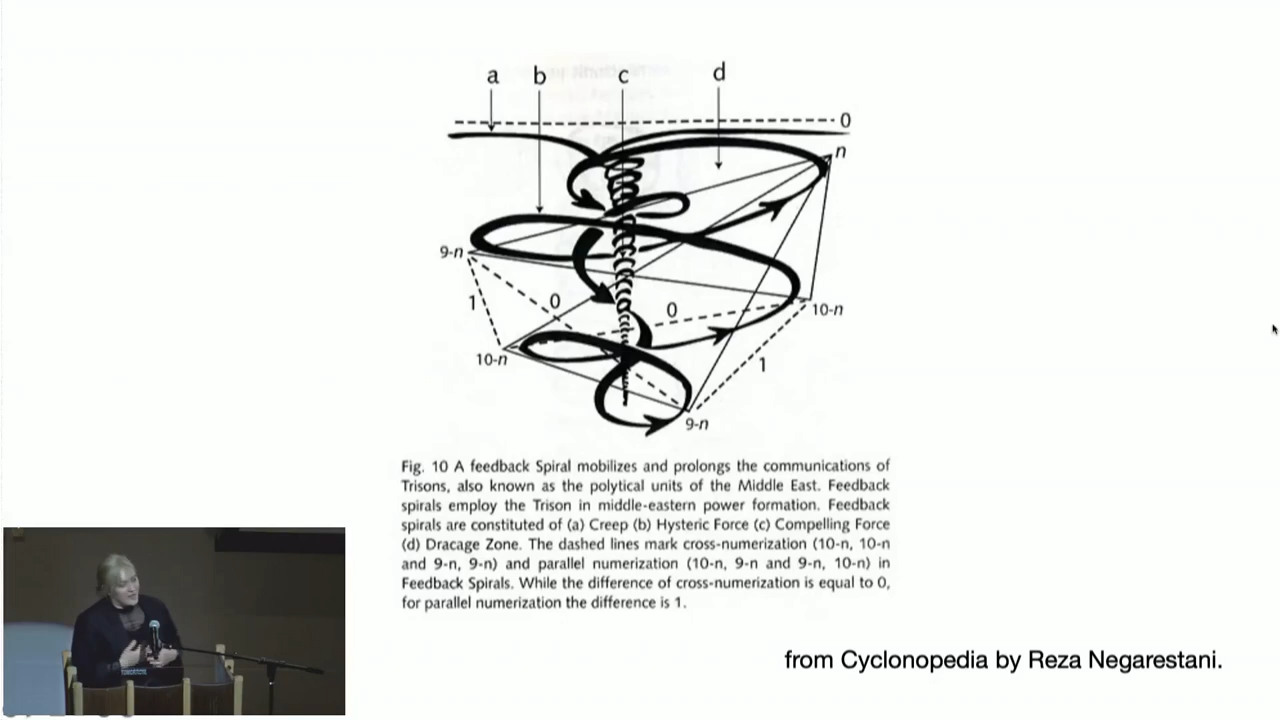 a b c d
0
n
9-n
1 0 0
10-n
10-n
1
9-n
Fig. 10 A feedback Spiral mobilizes and prolongs the communications of
Trisons, also known as the polytical units of the Middle East. Feedback
spirals employ the Trison in middle-eastern power formation. Feedback
spirals are constituted of (a) Creep (b) Hysteric Force (c) Compelling Force
(d) Dracage Zone. The dashed lines mark cross-numerization (10-n, 10-n
and 9-n, 9-n) and parallel numerization (10-n, 9-n and 9-n, 10-n) in
Feedback Spirals. While the difference of cross-numerization is equal to 0,
for parallel numerization the difference is 1.
from Cyclonopedia by Reza Negarestani.